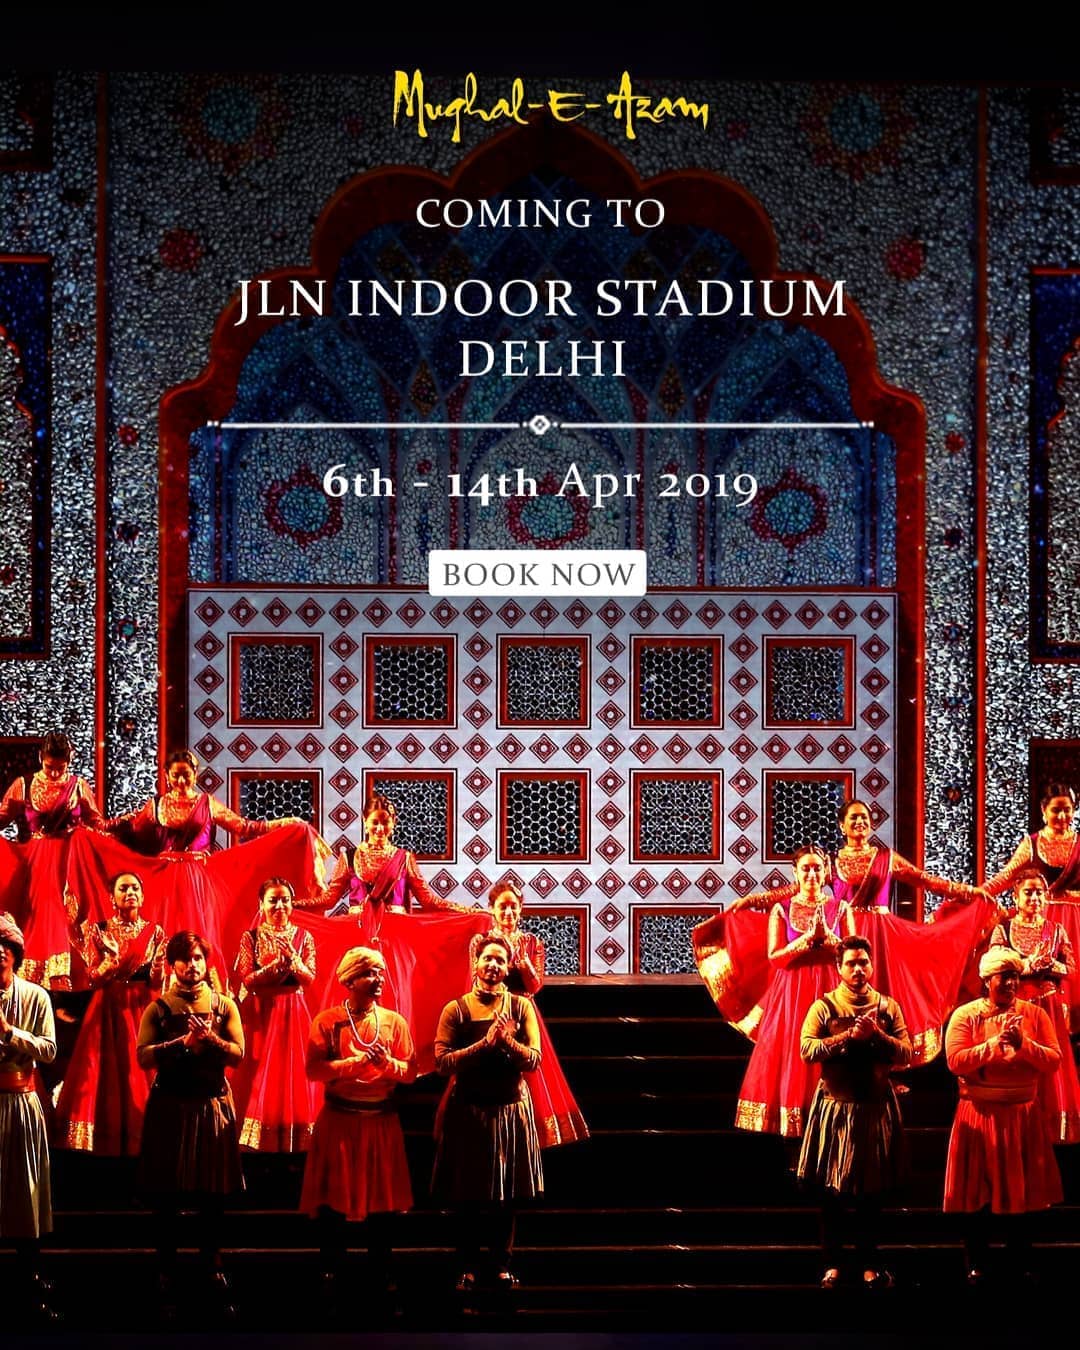 Mughal-E-Azam
COMING TO
JLN INDOOR STADIUM
DELHI
6th - 14th Apr 2019
BOOK NOW